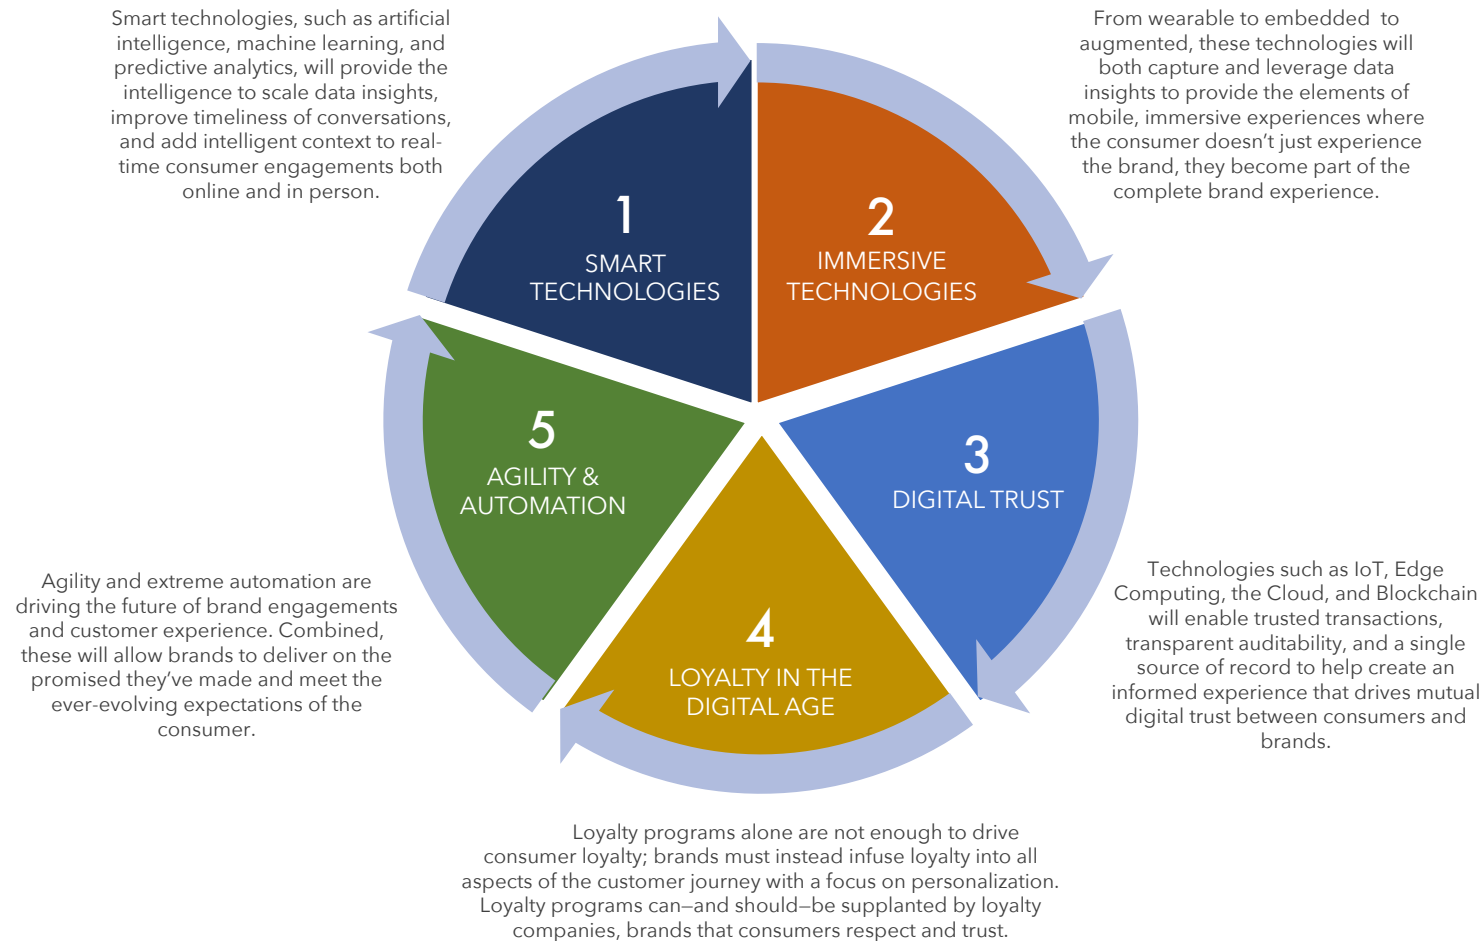 Smart technologies, such as artificial
intelligence, machine learning, and
predictive analytics, will provide the
intelligence to scale data insights,
improve timeliness of conversations,
and add intelligent context to real-
time consumer engagements both
online and in person.
From wearable to embedded to
augmented, these technologies will
both capture and leverage data
insights to provide the elements of
mobile, immersive experiences where
the consumer doesn't just experience
the brand, they become part of the
complete brand experience.
1
SMART
TECHNOLOGIES
2
IMMERSIVE
TECHNOLOGIES
3
DIGITAL TRUST
4
LOYALTY IN THE
DIGITAL AGE
5
AGILITY &
AUTOMATION
Technologies such as IoT, Edge
Computing, the Cloud, and Blockchain
will enable trusted transactions,
transparent auditability, and a single
source of record to help create an
informed experience that drives mutual
digital trust between consumers and
brands.
Loyalty programs alone are not enough to drive
consumer loyalty; brands must instead infuse loyalty into all
aspects of the customer journey with a focus on personalization.
Loyalty programs can—and should—be supplanted by loyalty
companies, brands that consumers respect and trust.
Agility and extreme automation are
driving the future of brand engagements
and customer experience. Combined,
these will allow brands to deliver on the
promised they've made and meet the
ever-evolving expectations of the
consumer.